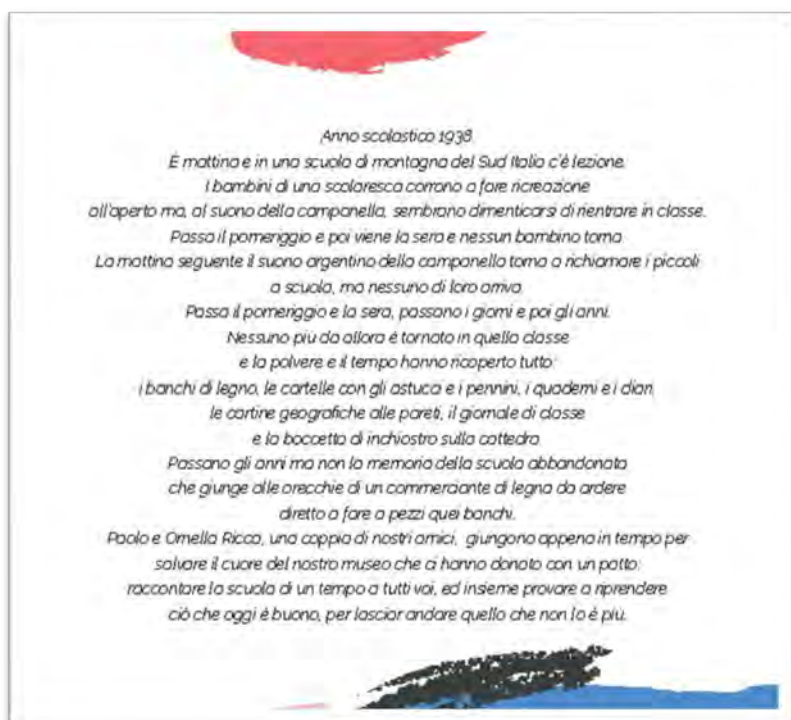 Anno scolastico 1938.
È mattina e in una scuola di montagna del Sud Italia c'è lezione.
I bambini di una scolaresca corrono a fare ricreazione
all'aperto ma, al suono della campanella, sembrano dimenticarsi di rientrare in classe.
Passa il pomeriggio e poi viene la sera e nessun bambino torna.
La mattina seguente il suono argentino della campanella torna a richiamare i piccoli
a scuola, ma nessuno di loro arriva.
Passa il pomeriggio e la sera, passano i giorni e poi gli anni.
Nessuno più da allora è tornato in quella classe
e la polvere e il tempo hanno ricoperto tutto:
i banchi di legno, le cartelle con gli astucci e i pennini, i quaderni e i diari,
le cartine geografiche alle pareti, il giornale di classe
e la boccetta di inchiostro sulla cattedra.
Passano gli anni ma non la memoria della scuola abbandonata
che giunge alle orecchie di un commerciante di legna da ardere
diretto a fare a pezzi quei banchi.
Paolo e Ornella Ricca, una coppia di nostri amici, giungono appena in tempo per
salvare il cuore del nostro museo che ci hanno donato con un patto:
raccontare la scuola di un tempo a tutti voi, ed insieme provare a riprendere
ciò che oggi è buono, per lasciar andare quello che non lo è più.